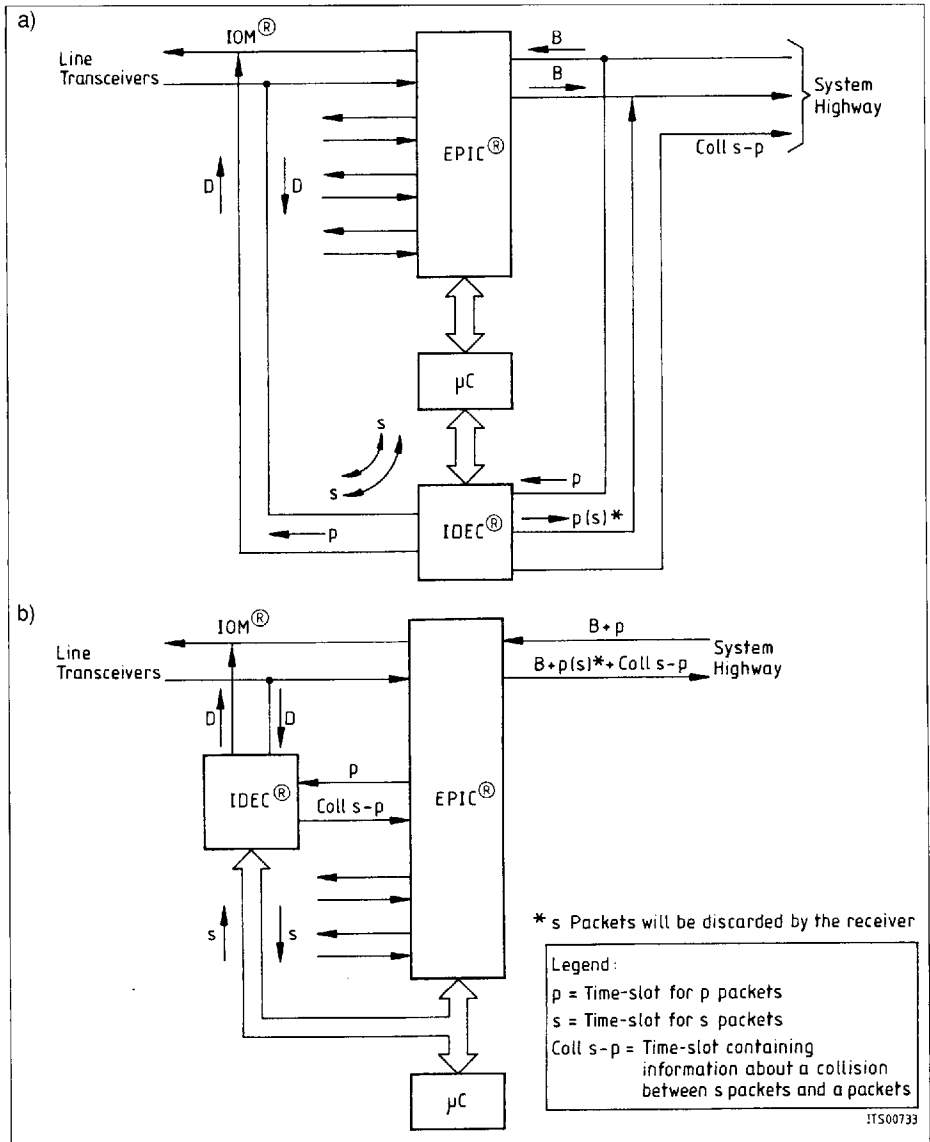 a)
IOM®
Line
Transceivers
B
B
System
Highway
Coll s-p
EPIC®
D
D
µC
s
s
p
p
p(s)*
IDEC®
b)
IOM®
Line
Transceivers
B+p
System
Highway
B+p(s)*+Coll s-p
D
D
p
IDEC®
Coll s-p
EPIC®
s
s
* s Packets will be discarded by the receiver
Legend:
p = Time-slot for p packets
s = Time-slot for s packets
Coll s-p = Time-slot containing
information about a collision
between s packets and a packets
µC
ITS00733